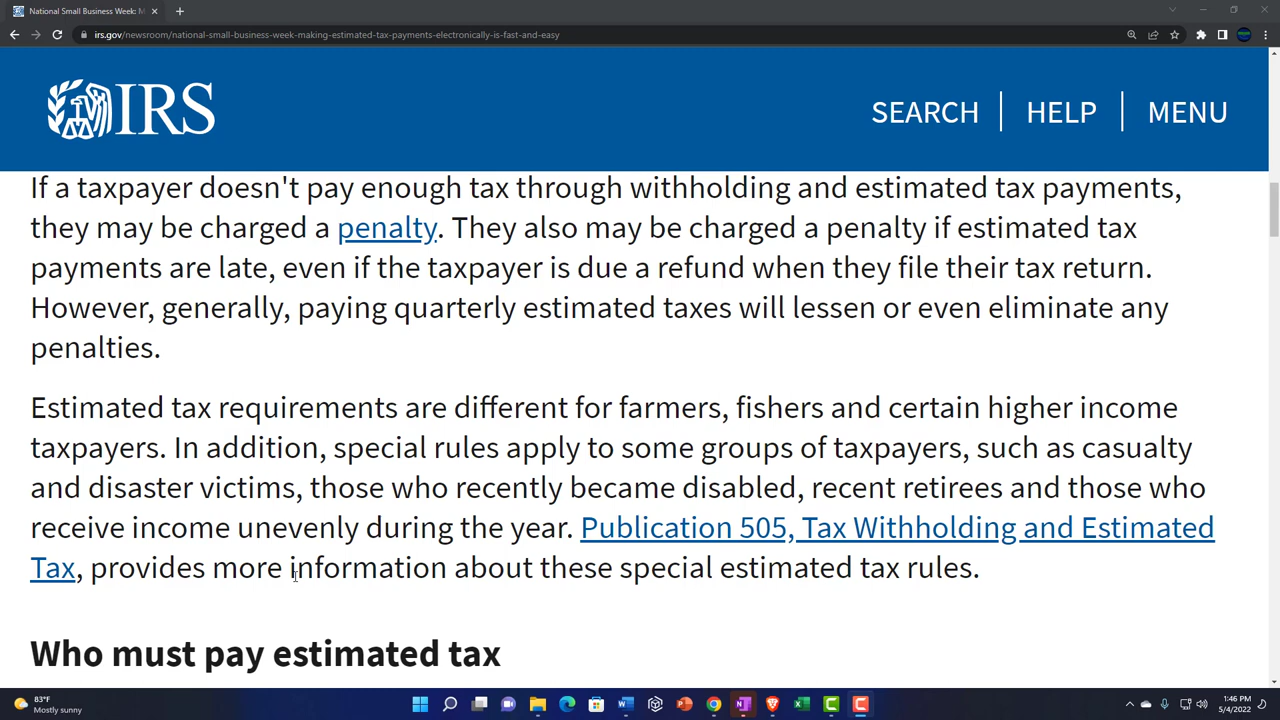 National Small Business Week: M
irs.gov/newsroom/national-small-business-week-making-estimated-tax-payments-electronically-is-fast-and-easy
IRS
SEARCH
HELP
MENU
If a taxpayer doesn't pay enough tax through withholding and estimated tax payments,
they may be charged a penalty. They also may be charged a penalty if estimated tax
payments are late, even if the taxpayer is due a refund when they file their tax return.
However, generally, paying quarterly estimated taxes will lessen or even eliminate any
penalties.
Estimated tax requirements are different for farmers, fishers and certain higher income
taxpayers. In addition, special rules apply to some groups of taxpayers, such as casualty
and disaster victims, those who recently became disabled, recent retirees and those who
receive income unevenly during the year. Publication 505, Tax Withholding and Estimated
Tax, provides more information about these special estimated tax rules.
Who must pay estimated tax
83°F
Mostly sunny
1:46 PM
5/4/2022